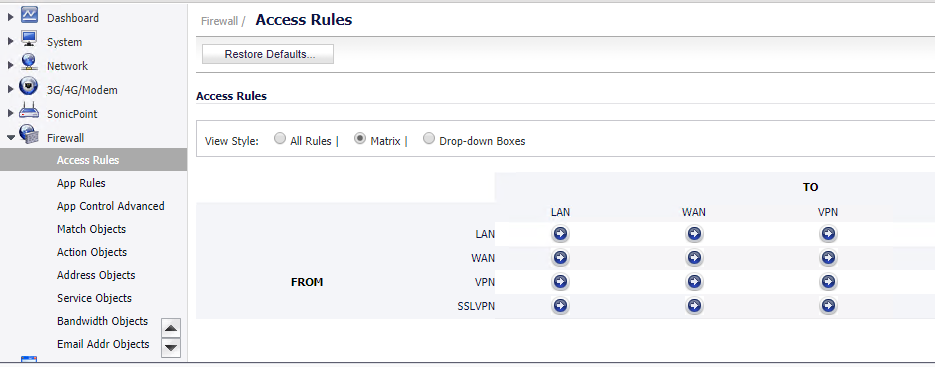 Dashboard
System
Network
3G/4G/Modem
SonicPoint
Firewall
Access Rules
App Rules
App Control Advanced
Match Objects
Action Objects
Address Objects
Service Objects
Bandwidth Objects
Email Addr Objects
Firewall / Access Rules
Restore Defaults...
Access Rules
View Style: All Rules | Matrix | Drop-down Boxes
TO
LAN WAN VPN
LAN
WAN
FROM VPN
SSLVPN